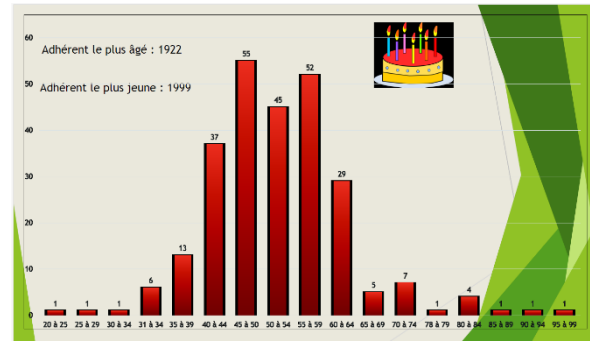 Adhérent le plus âgé : 1922
Adhérent le plus jeune : 1999
60
50
40
30
20
10
0
1 1 1 6 13 37 55 45 52 29 5 7 1 4 1 1 1
20 à 25 25 à 29 30 à 34 31 à 34 35 à 39 40 à 44 45 à 50 50 à 54 55 à 59 60 à 64 65 à 69 70 à 74 78 à 79 80 à 84 85 à 89 90 à 94 95 à 99